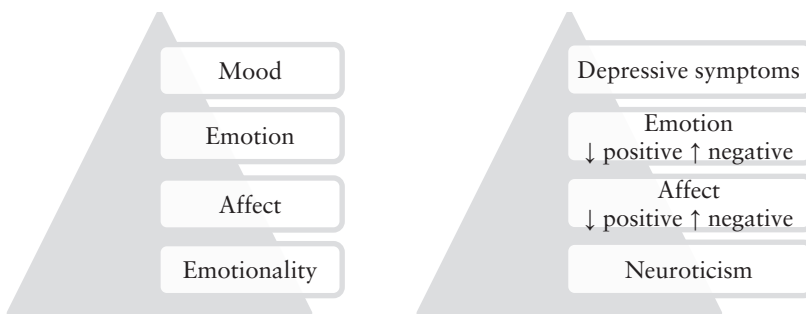 Mood
Emotion
Affect
Emotionality
Depressive symptoms
Emotion
↓ positive ↑ negative
Affect
↓ positive ↑ negative
Neuroticism